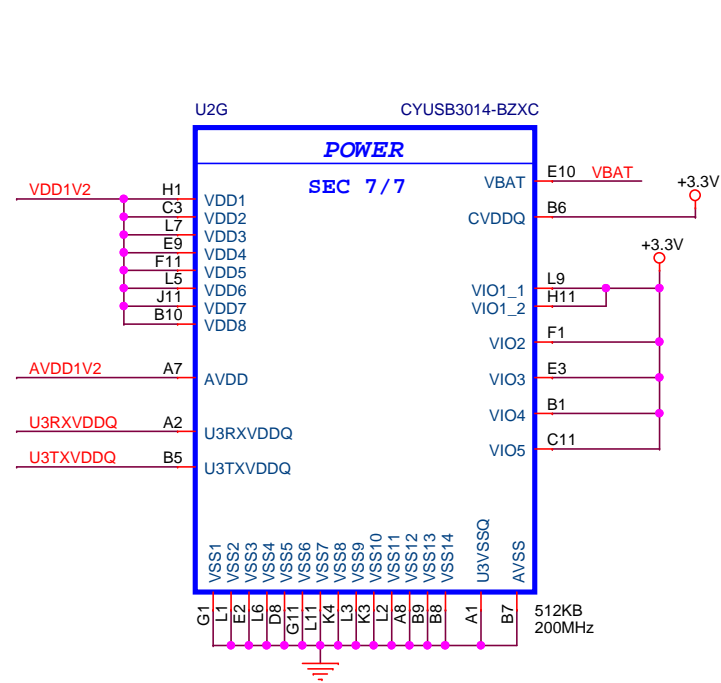 U2G CYUSB3014-BZXC
POWER
SEC 7/7
VDD1V2 H1 VDD1
C3 VDD2
L7 VDD3
E9 VDD4
F11 VDD5
L5 VDD6
J11 VDD7
B10 VDD8
AVDD1V2 A7 AVDD
U3RXVDDQ A2 U3RXVDDQ
U3TXVDDQ B5 U3TXVDDQ
VBAT E10 VBAT
+3.3V
CVDDQ B6
+3.3V
VIO1_1 L9
VIO1_2 H11
VIO2 F1
VIO3 E3
VIO4 B1
VIO5 C11
VSS1 G1
VSS2 L1
VSS3 E2
VSS4 L6
VSS5 D8
VSS6 G11
VSS7 L11
VSS8 K4
VSS9 L3
VSS10 K3
VSS11 L2
VSS12 A8
VSS13 B9
VSS14 B8
U3VSSQ A1
AVSS B7
512KB
200MHz